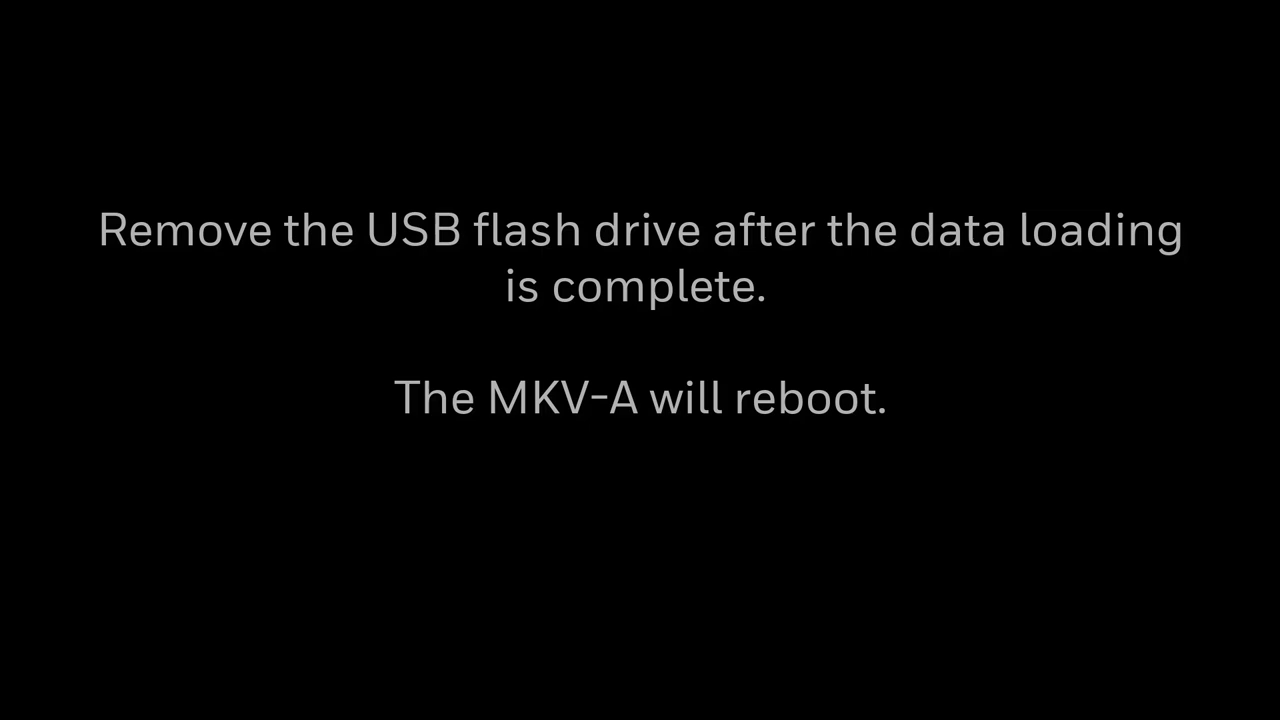 Remove the USB flash drive after the data loading
is complete.
The MKV-A will reboot.